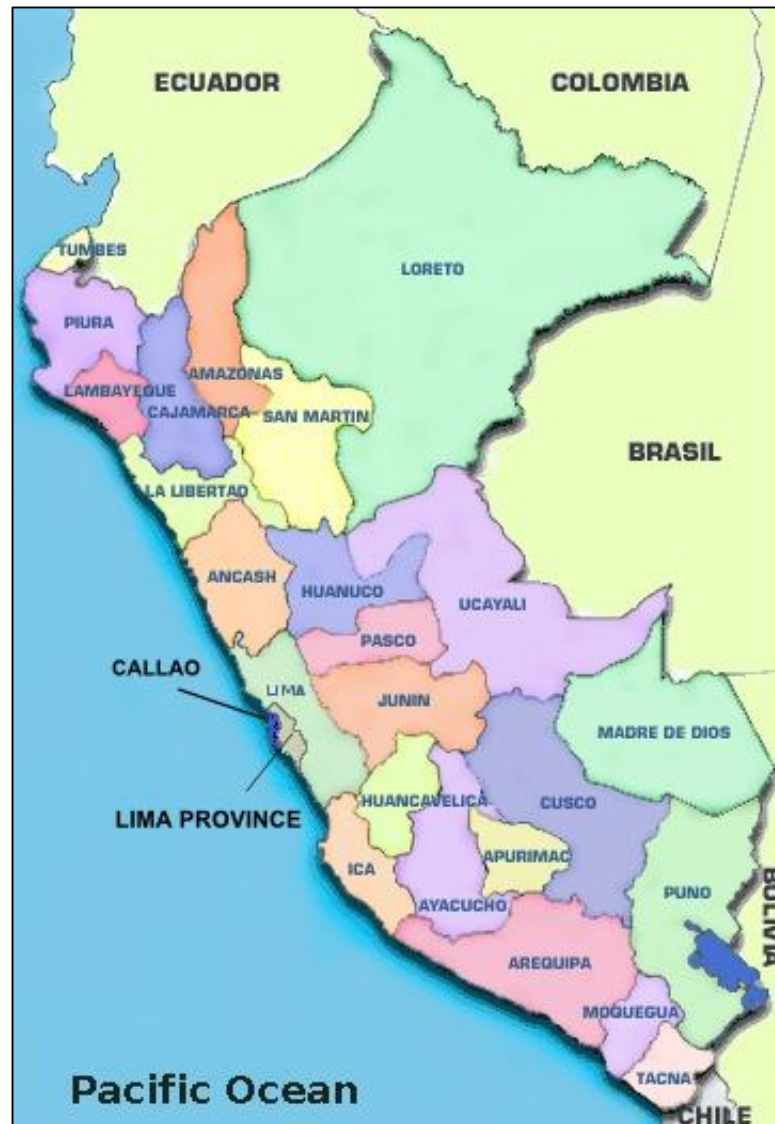 ECUADOR
COLOMBIA
TUMBES
LORETO
PIURA
AMAZONAS
LAMBAYEQUE
CAJAMARCA
SAN MARTIN
BRASIL
LA LIBERTAD
ANCASH
HUANUCO
UCAYALI
PASCO
CALLAO
LIMA
JUNIN
MADRE DE DIOS
HUANCAVELICA
CUSCO
LIMA PROVINCE
APURIMAC
ICA
PUNO
BOLIVIA
AYACUCHO
AREQUIPA
MOQUEGUA
TACNA
Pacific Ocean
CHILE